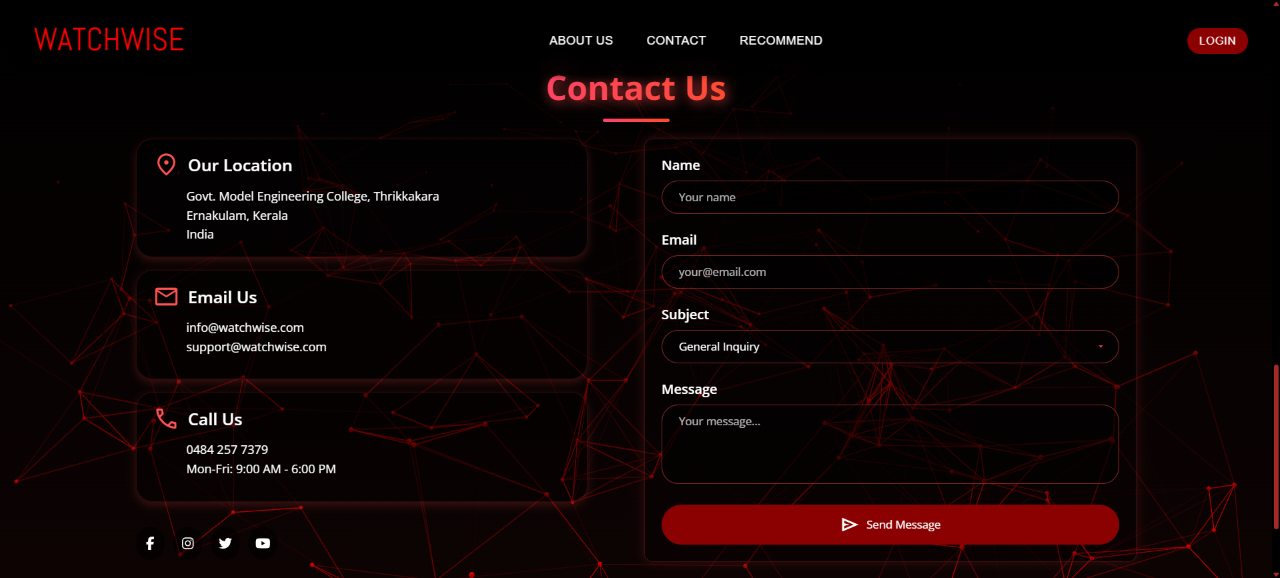 WATCHWISE
ABOUT US
CONTACT
RECOMMEND
LOGIN
Contact Us
Our Location
Govt. Model Engineering College, Thrikkakara
Ernakulam, Kerala
India
Email Us
info@watchwise.com
support@watchwise.com
Call Us
0484 257 7379
Mon-Fri: 9:00 AM - 6:00 PM
Name
Your name
Email
your@email.com
Subject
General Inquiry
Message
Your message...
Send Message